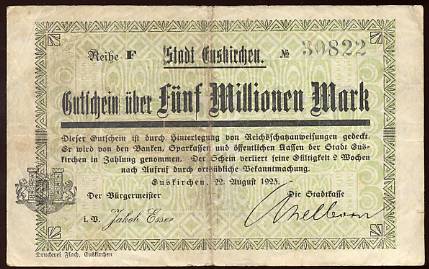 Reihe F Stadt Euskirchen. № 30822
Gutschein über Fünf Millionen Mark
Dieser Gutschein ist durch Hinterlegung von Reichsschatzanweisungen gedeckt.
Er wird von den Banken, Sparkassen und öffentlichen Kassen der Stadt Eus-
kirchen in Zahlung genommen. Der Schein verliert seine Gültigkeit 2 Wochen
nach Aufruf durch ortsübliche Bekanntmachung.
Euskirchen, 22. August 1923.
Der Bürgermeister Die Stadtkasse
i. V. Jakob Esser
Druckerei Floch, Euskirchen